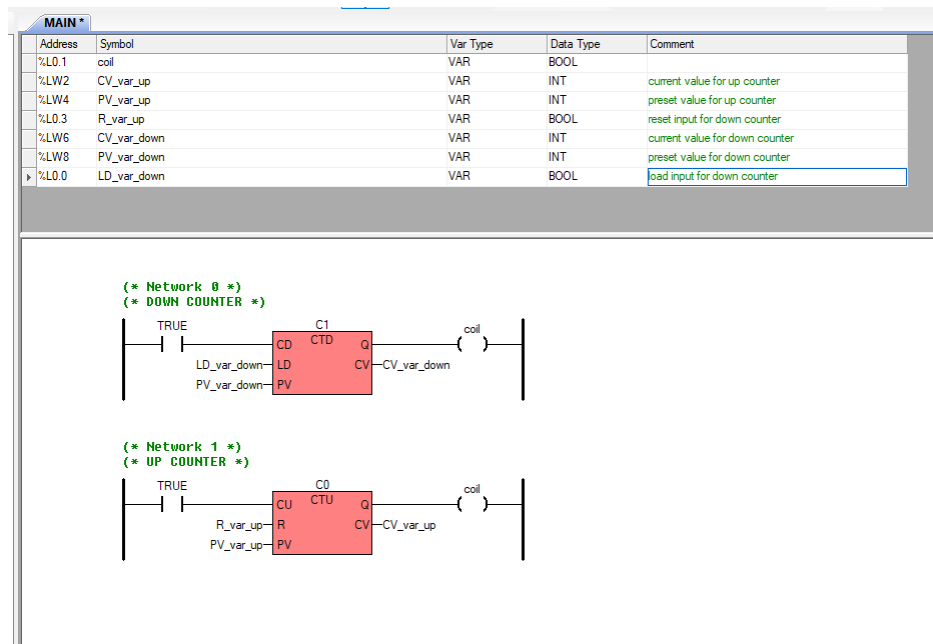 MAIN *
Address Symbol Var Type Data Type Comment
%L0.1 coil VAR BOOL
%LW2 CV_var_up VAR INT current value for up counter
%LW4 PV_var_up VAR INT preset value for up counter
%L0.3 R_var_up VAR BOOL reset input for down counter
%LW6 CV_var_down VAR INT current value for down counter
%LW8 PV_var_down VAR INT preset value for down counter
%L0.0 LD_var_down VAR BOOL load input for down counter
(* Network 0 *)
(* DOWN COUNTER *)
TRUE C1 coil
CD CTD Q
LD_var_down LD CV CV_var_down
PV_var_down PV
(* Network 1 *)
(* UP COUNTER *)
TRUE C0 coil
CU CTU Q
R_var_up R CV CV_var_up
PV_var_up PV